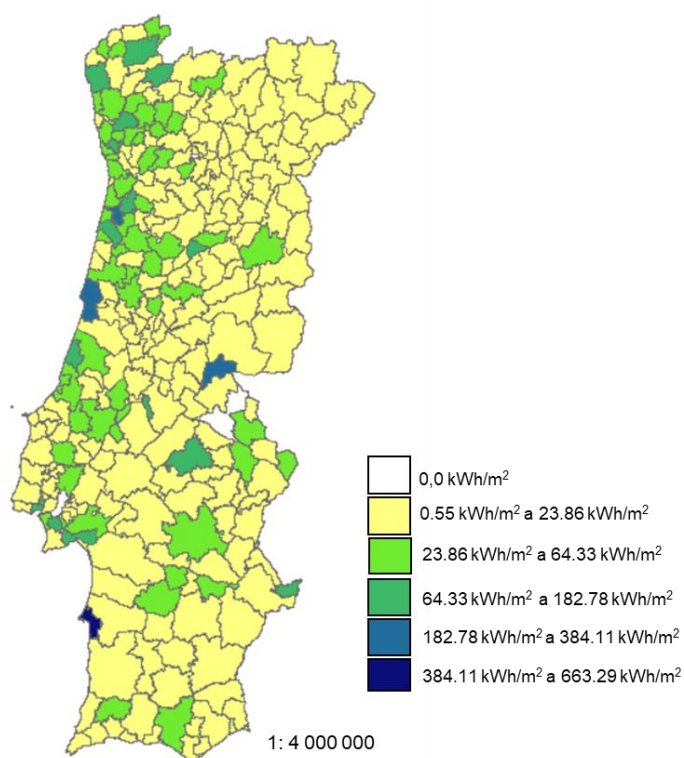 0,0 kWh/m²
0.55 kWh/m² a 23.86 kWh/m²
23.86 kWh/m² a 64.33 kWh/m²
64.33 kWh/m² a 182.78 kWh/m²
182.78 kWh/m² a 384.11 kWh/m²
384.11 kWh/m² a 663.29 kWh/m²
1: 4 000 000